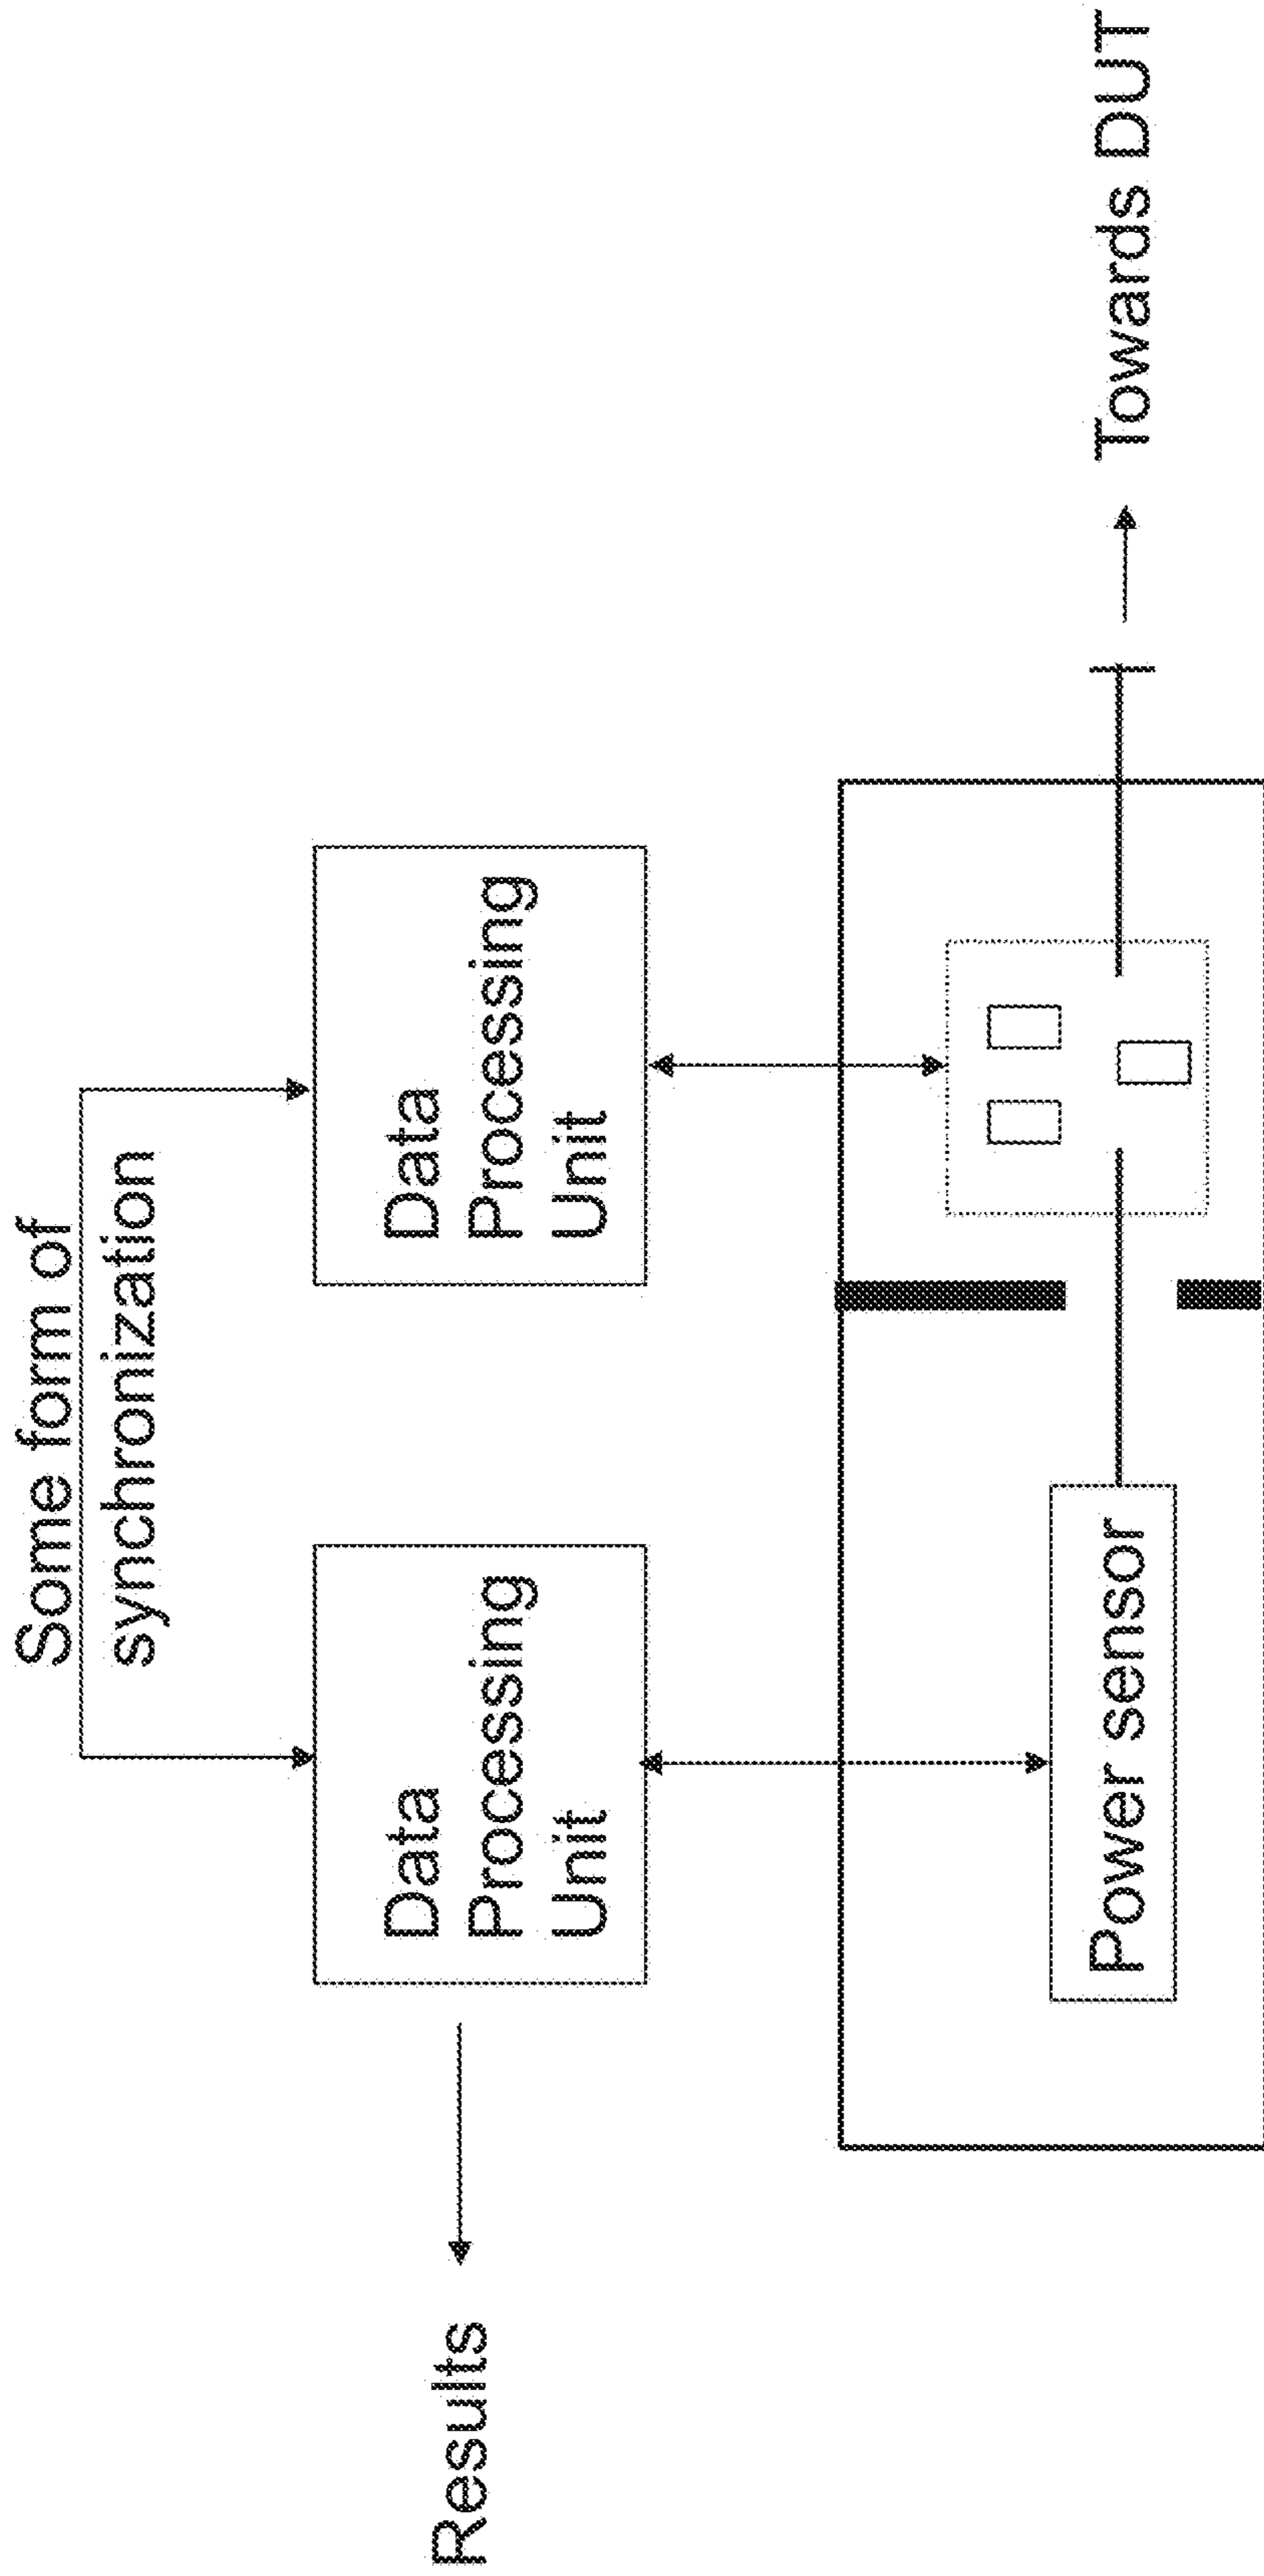 Some form of
synchronization
Data
Processing
Unit
Data
Processing
Unit
Results
Power sensor
Towards DUT